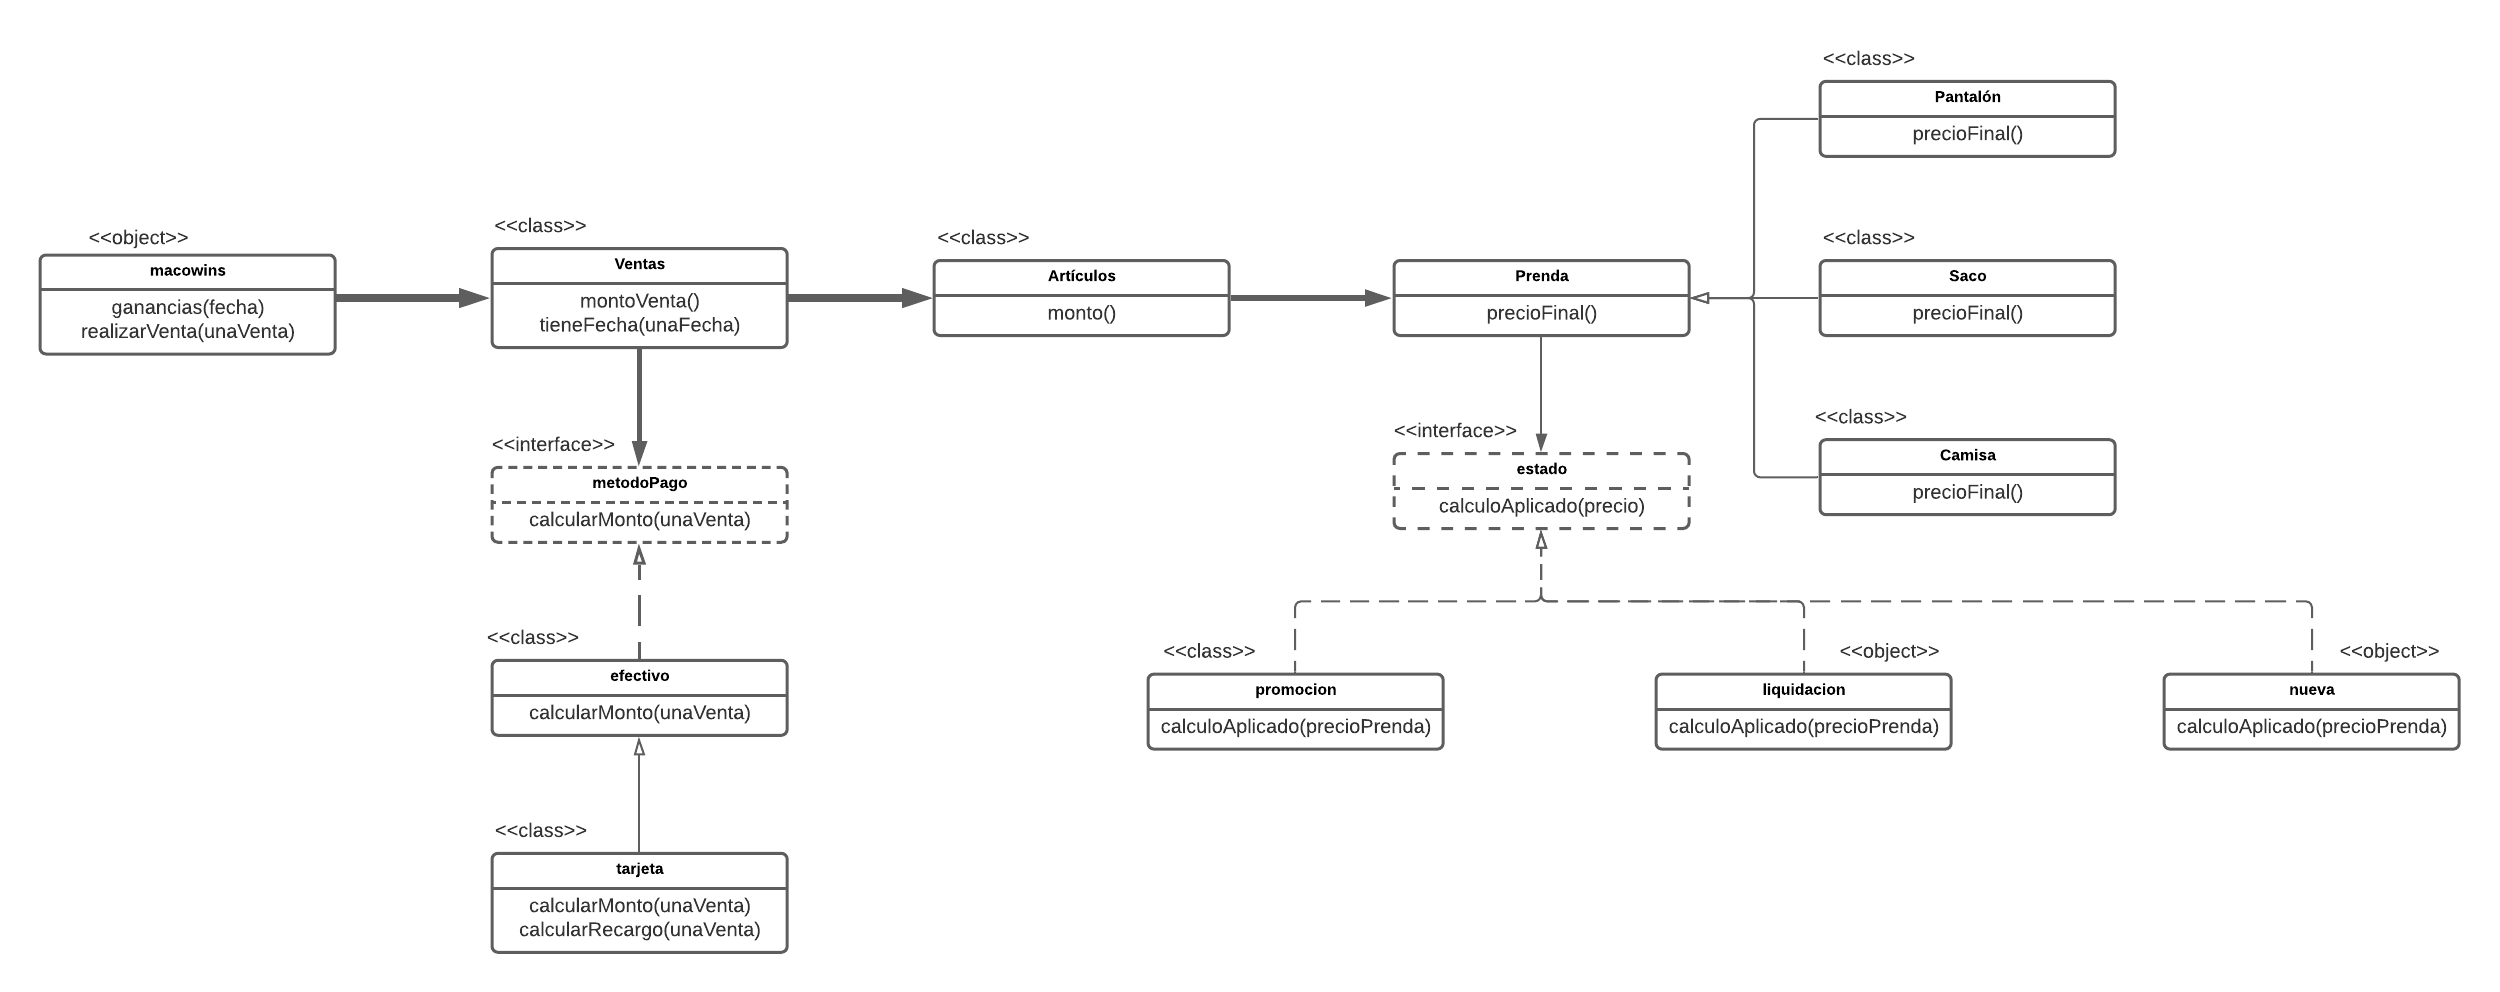 <<object>>
macowins
ganancias(fecha)
realizarVenta(unaVenta)
<<class>>
Ventas
montoVenta()
tieneFecha(unaFecha)
<<class>>
Artículos
monto()
Prenda
precioFinal()
<<class>>
Pantalón
precioFinal()
<<class>>
Saco
precioFinal()
<<class>>
Camisa
precioFinal()
<<interface>>
metodoPago
calcularMonto(unaVenta)
<<interface>>
estado
calculoAplicado(precio)
<<class>>
efectivo
calcularMonto(unaVenta)
<<class>>
promocion
calculoAplicado(precioPrenda)
<<object>>
liquidacion
calculoAplicado(precioPrenda)
<<object>>
nueva
calculoAplicado(precioPrenda)
<<class>>
tarjeta
calcularMonto(unaVenta)
calcularRecargo(unaVenta)